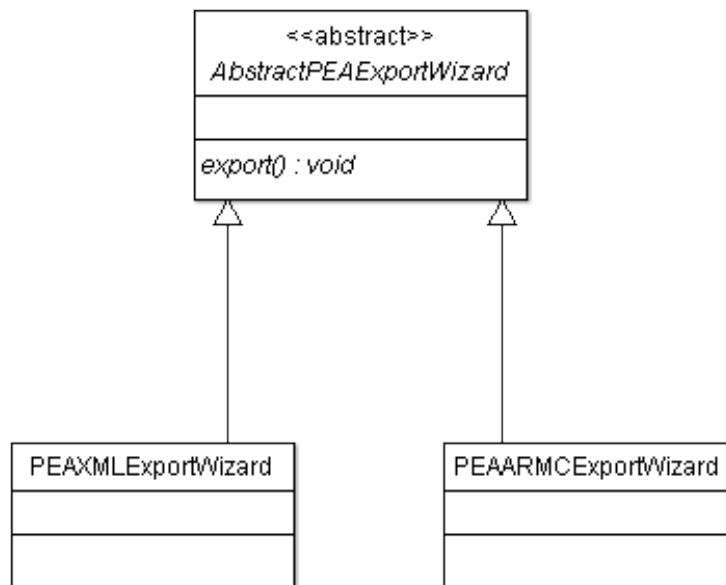 <<abstract>>
AbstractPEAExportWizard
export() : void
PEAXMLExportWizard
PEAARMCExportWizard